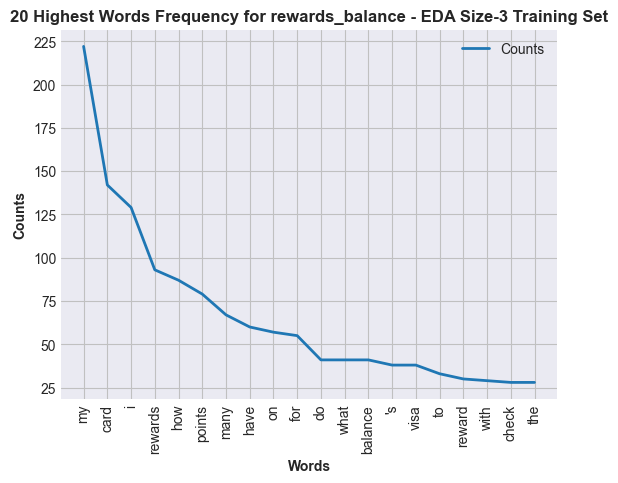 20 Highest Words Frequency for rewards_balance - EDA Size-3 Training Set
Counts
225
200
175
150
125
100
75
50
25
Counts
my
card
i
rewards
how
points
many
have
on
for
do
what
balance
's
visa
to
reward
with
check
the
Words